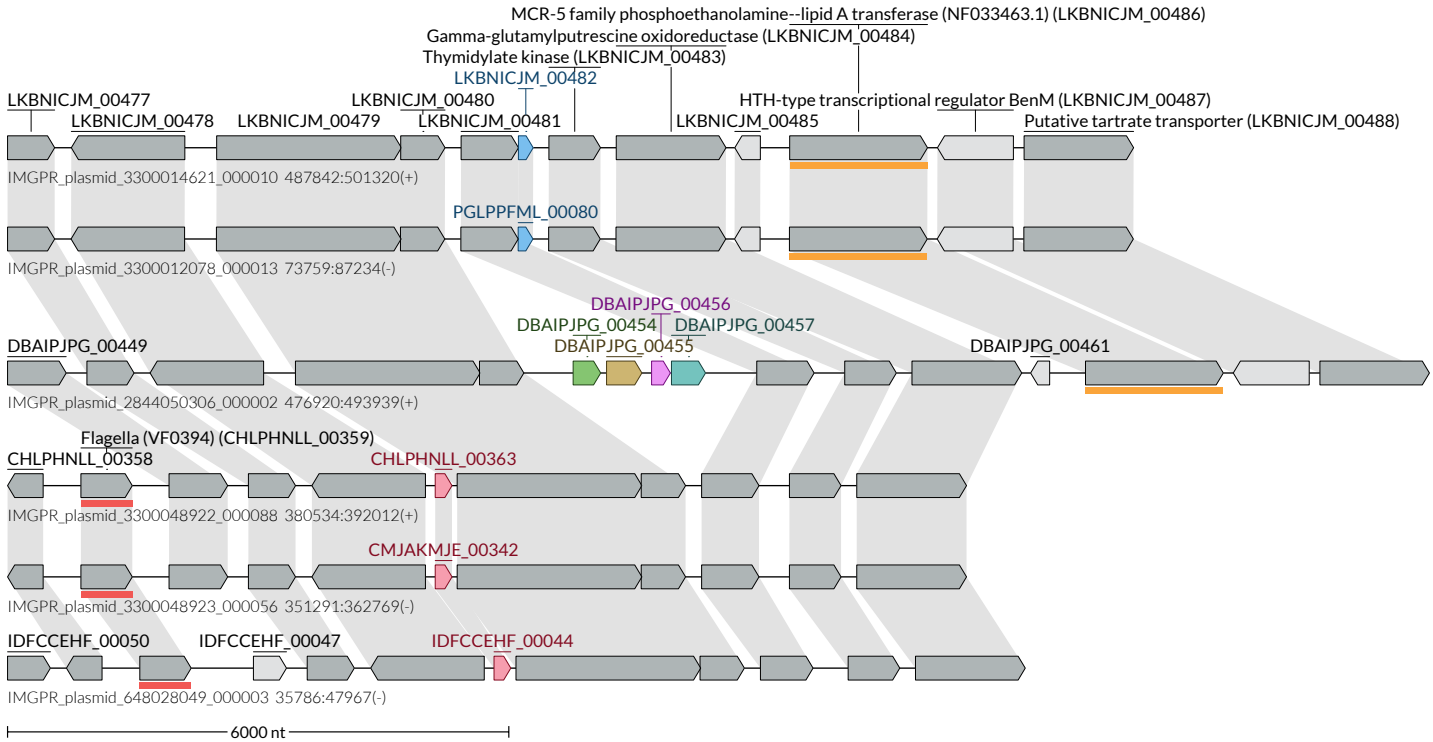 MCR-5 family phosphoethanolamine--lipid A transferase (NF033463.1) (LKBNICJM_00486)
Gamma-glutamylputrescine oxidoreductase (LKBNICJM_00484)
Thymidylate kinase (LKBNICJM_00483)
LKBNICJM_00482
LKBNICJM_00477 LKBNICJM_00480 HTH-type transcriptional regulator BenM (LKBNICJM_00487)
LKBNICJM_00478 LKBNICJM_00479 LKBNICJM_00481 LKBNICJM_00485 Putative tartrate transporter (LKBNICJM_00488)
IMGPR_plasmid_3300014621_000010 487842:501320(+)
PGLPPFML_00080
IMGPR_plasmid_3300012078_000013 73759:87234(-)
DBAIPJPG_00456
DBAIPJPG_00454 DBAIPJPG_00457
DBAIPJPG_00449 DBAIPJPG_00455 DBAIPJPG_00461
IMGPR_plasmid_2844050306_000002 476920:493939(+)
Flagella (VF0394) (CHLPHNLL_00359)
CHLPHNLL_00358 CHLPHNLL_00363
IMGPR_plasmid_3300048922_000088 380534:392012(+)
CMJAKMJE_00342
IMGPR_plasmid_3300048923_000056 351291:362769(-)
IDFCCEHF_00050 IDFCCEHF_00047 IDFCCEHF_00044
IMGPR_plasmid_648028049_000003 35786:47967(-)
6000 nt